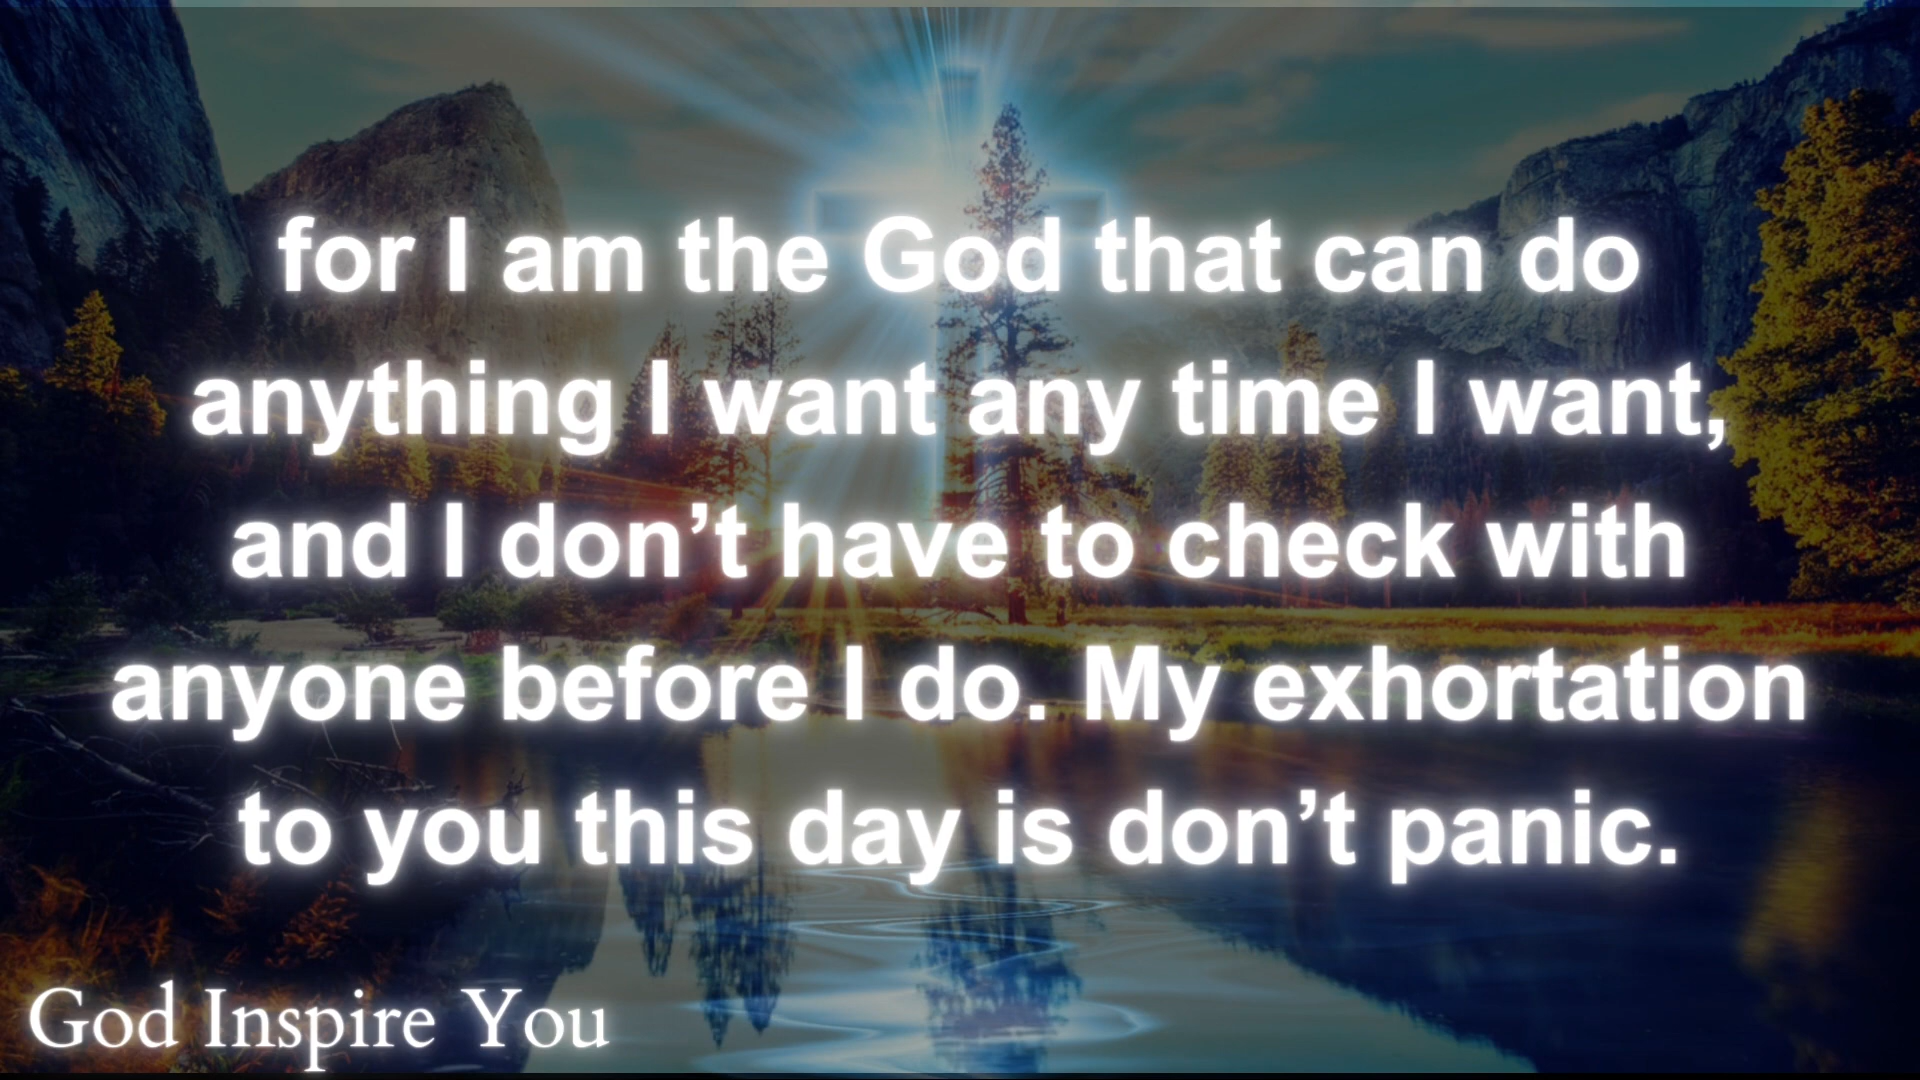 for I am the God that can do
anything I want any time I want,
and I don’t have to check with
anyone before I do. My exhortation
to you this day is don’t panic.
God Inspire You